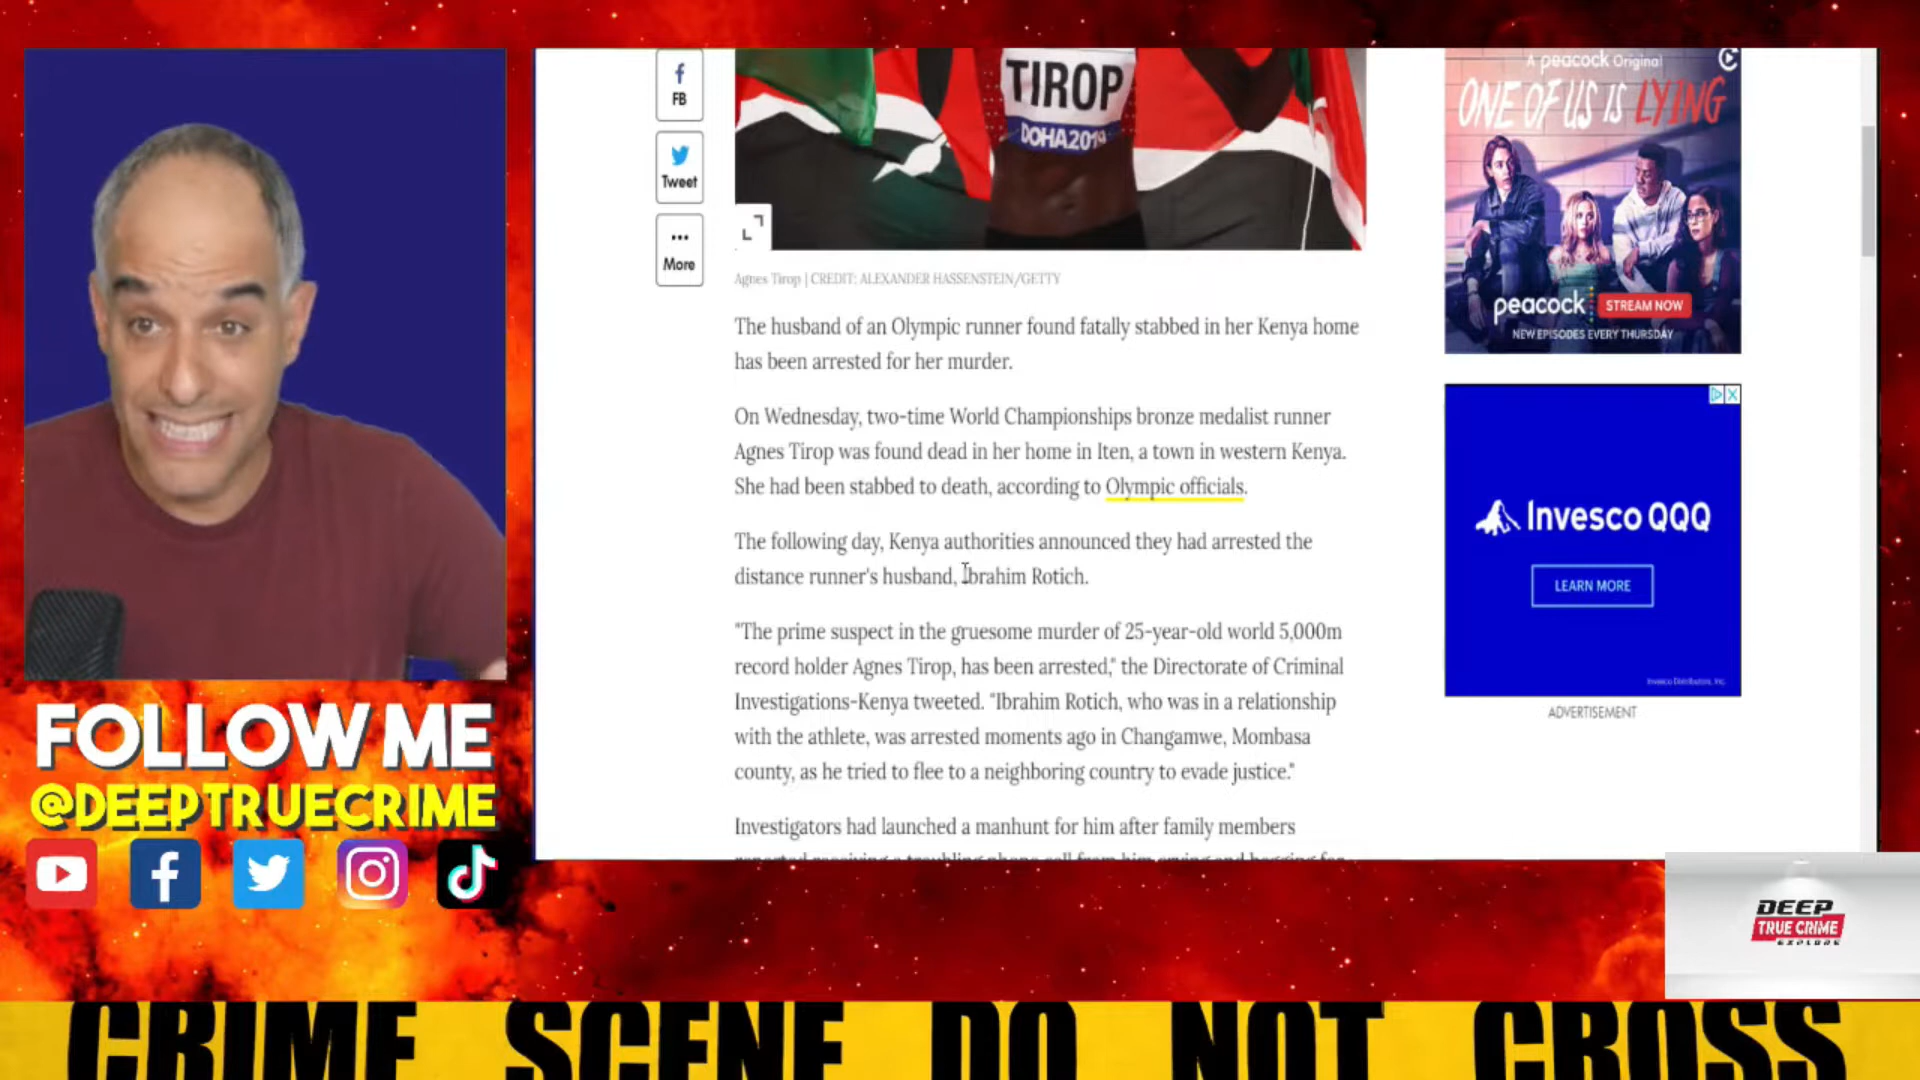 FB
Tweet
More
TIROP
DOHA2019
Agnes Tirop | CREDIT: ALEXANDER HASSENSTEIN/GETTY
The husband of an Olympic runner found fatally stabbed in her Kenya home
has been arrested for her murder.
On Wednesday, two-time World Championships bronze medalist runner
Agnes Tirop was found dead in her home in Iten, a town in western Kenya.
She had been stabbed to death, according to Olympic officials.
The following day, Kenya authorities announced they had arrested the
distance runner's husband, Ibrahim Rotich.
"The prime suspect in the gruesome murder of 25-year-old world 5,000m
record holder Agnes Tirop, has been arrested," the Directorate of Criminal
Investigations-Kenya tweeted. "Ibrahim Rotich, who was in a relationship
with the athlete, was arrested moments ago in Changamwe, Mombasa
county, as he tried to flee to a neighboring country to evade justice."
Investigators had launched a manhunt for him after family members
A peacock Original
ONE OF US IS LYING
peacock STREAM NOW
NEW EPISODES EVERY THURSDAY
Invesco QQQ
LEARN MORE
Invesco Distributors, Inc.
ADVERTISEMENT
FOLLOW ME
@DEEPTRUECRIME
DEEP
TRUE CRIME
EXPLORE
CRIME SCENE DO NOT CROSS